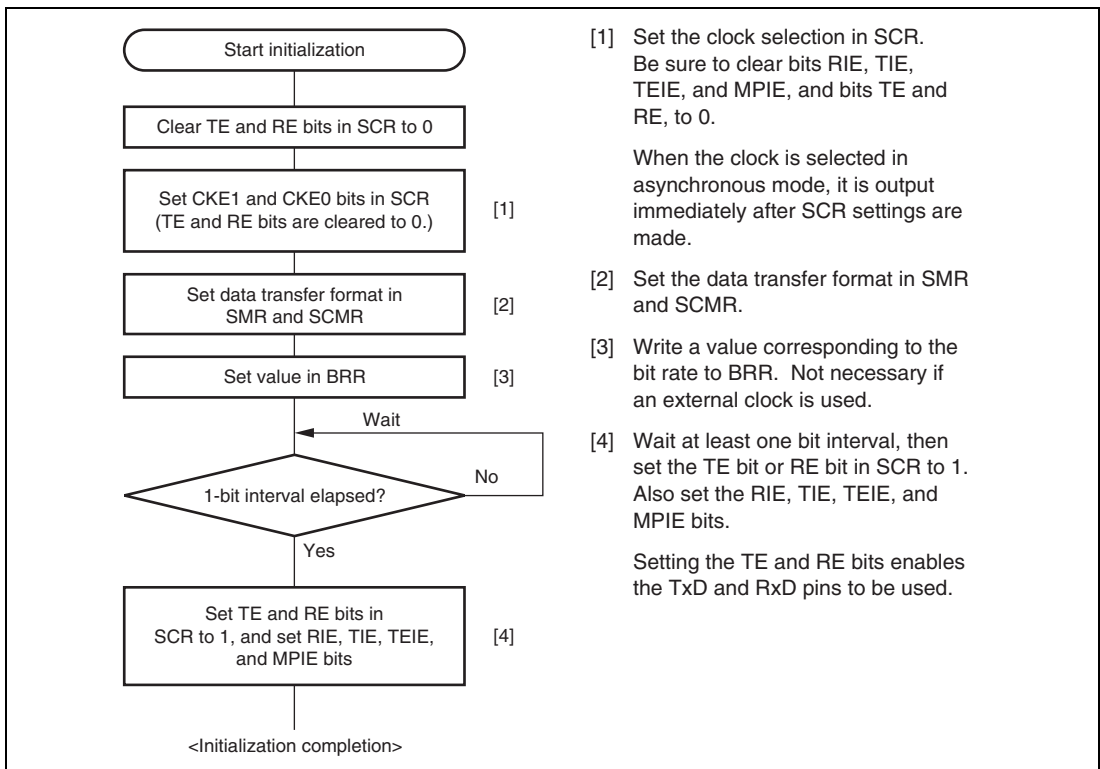 Start initialization
Clear TE and RE bits in SCR to 0
Set CKE1 and CKE0 bits in SCR
(TE and RE bits are cleared to 0.)
[1]
Set data transfer format in
SMR and SCMR
[2]
Set value in BRR
[3]
Wait
1-bit interval elapsed?
No
Yes
Set TE and RE bits in
SCR to 1, and set RIE, TIE, TEIE,
and MPIE bits
[4]
<Initialization completion>
[1] Set the clock selection in SCR.
Be sure to clear bits RIE, TIE,
TEIE, and MPIE, and bits TE and
RE, to 0.
When the clock is selected in
asynchronous mode, it is output
immediately after SCR settings are
made.
[2] Set the data transfer format in SMR
and SCMR.
[3] Write a value corresponding to the
bit rate to BRR. Not necessary if
an external clock is used.
[4] Wait at least one bit interval, then
set the TE bit or RE bit in SCR to 1.
Also set the RIE, TIE, TEIE, and
MPIE bits.
Setting the TE and RE bits enables
the TxD and RxD pins to be used.